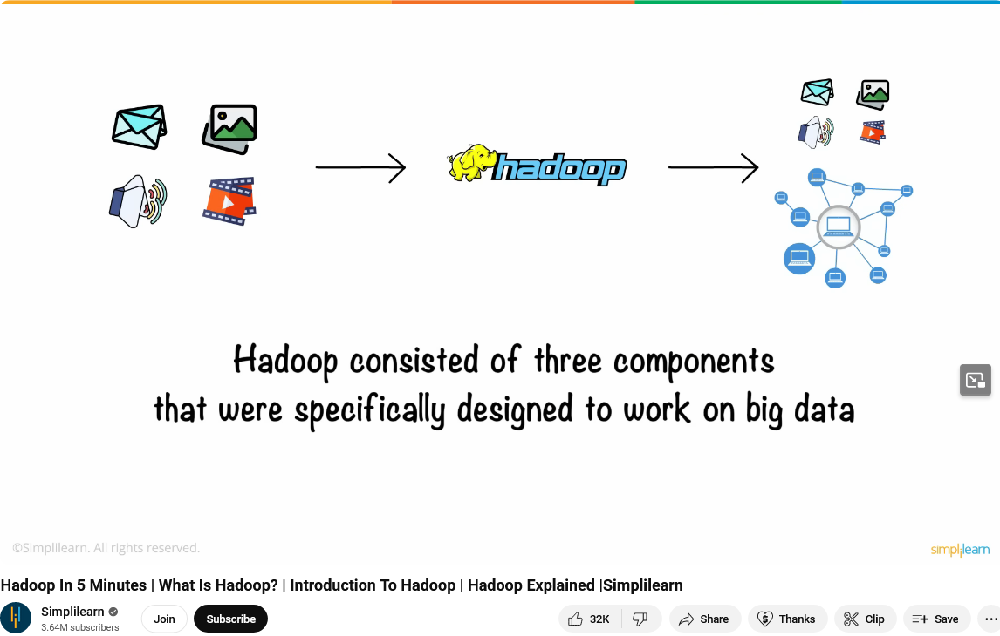 hadoop
Hadoop consisted of three components
that were specifically designed to work on big data
©Simplilearn. All rights reserved.
simplilearn
Hadoop In 5 Minutes | What Is Hadoop? | Introduction To Hadoop | Hadoop Explained |Simplilearn
Simplilearn
3.64M subscribers
Join
Subscribe
32K
Share
Thanks
Clip
Save